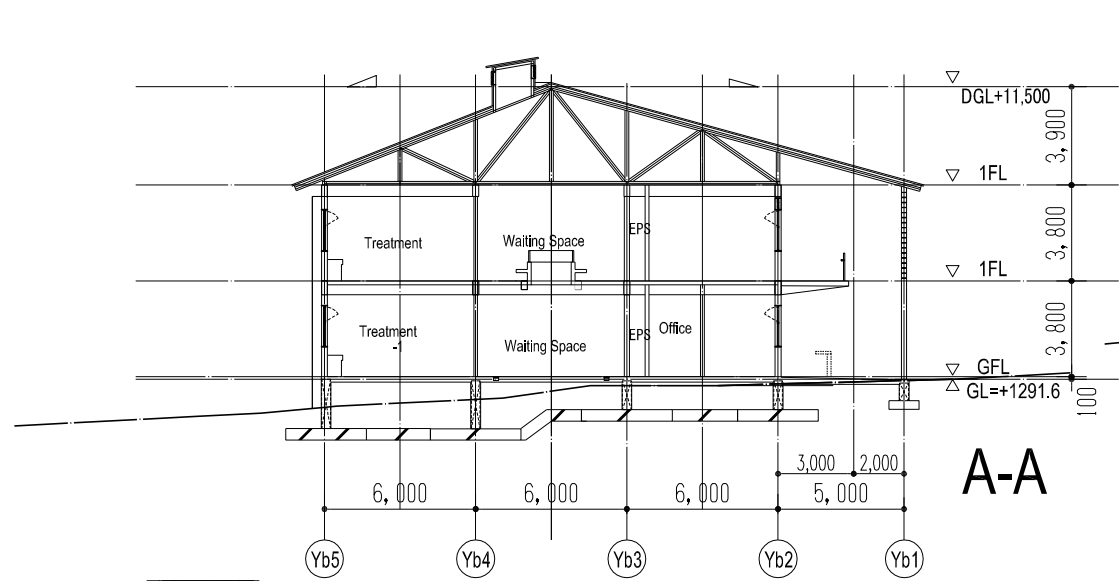 DGL+11,500
3,900
1FL
EPS
Treatment
Waiting Space
3,800
1FL
Treatment
-1
Waiting Space
EPS
Office
3,800
GFL
GL=+1291.6
100
3,000
2,000
A-A
6,000
6,000
6,000
5,000
Yb5
Yb4
Yb3
Yb2
Yb1